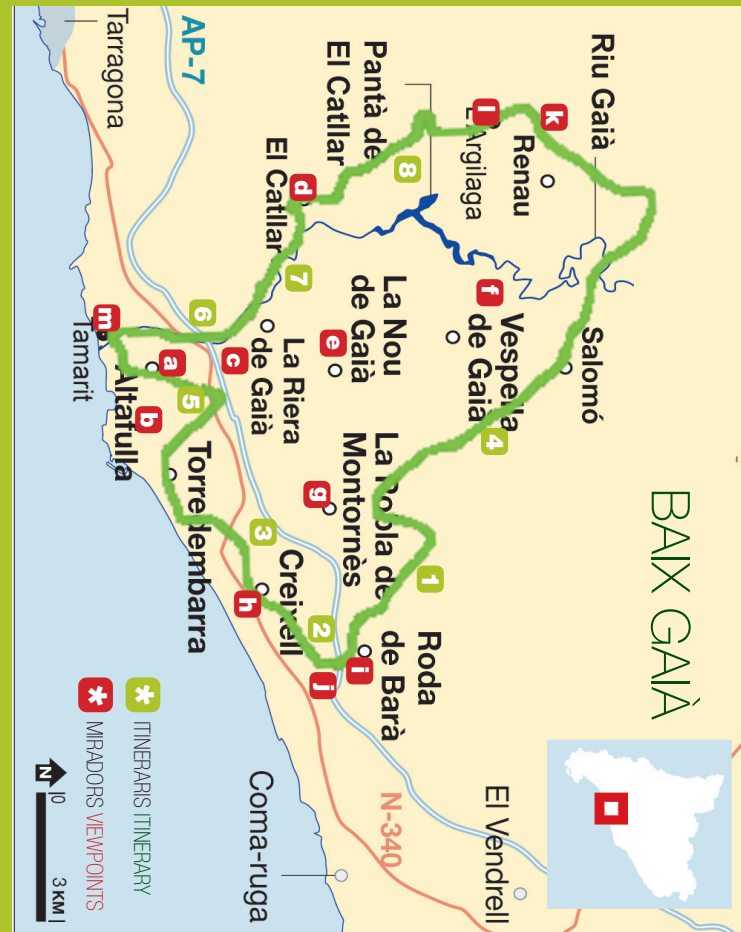 BAIX GAIÀ
Riu Gaià
Renau
L'Argilaga
Pantà de
El Catllar
AP-7
Tarragona
Salomó
Vespella
de Gaià
La Nou
de Gaià
El Catllar
La Riera
de Gaià
La Pobla de
Montornès
Roda
de Barà
El Vendrell
N-340
Creixell
Torredembarra
Altafulla
Tamarit
Coma-ruga
k
l
8
d
f
7
e
6
c
m
a
5
b
4
g
3
1
h
2
i
j
* ITINERARIS ITINERARY
* MIRADORS VIEWPOINTS
N
0 3 KM